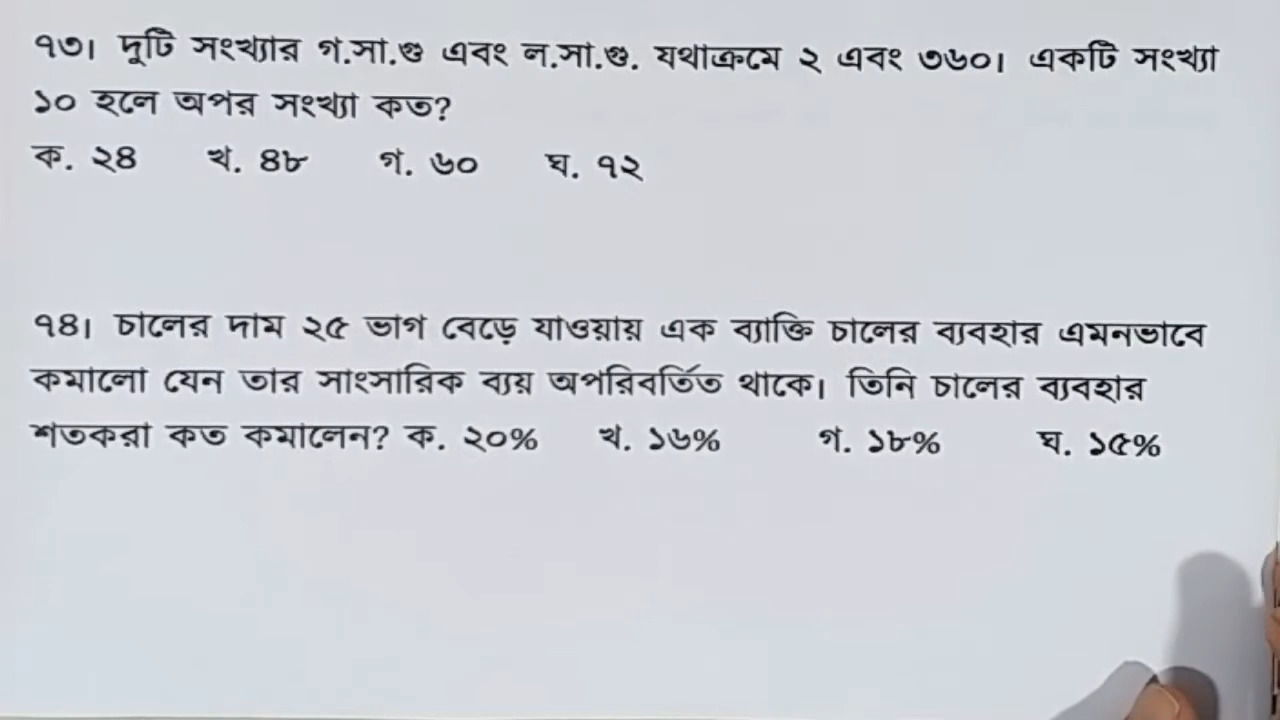 ৭৩। দুটি সংখ্যার গ.সা.গু এবং ল.সা.গু. যথাক্রমে ২ এবং ৩৬০। একটি সংখ্যা
১০ হলে অপর সংখ্যা কত?
ক. ২৪ খ. ৪৮ গ. ৬০ ঘ. ৭২
৭৪। চালের দাম ২৫ ভাগ বেড়ে যাওয়ায় এক ব্যাক্তি চালের ব্যবহার এমনভাবে
কমালো যেন তার সাংসারিক ব্যয় অপরিবর্তিত থাকে। তিনি চালের ব্যবহার
শতকরা কত কমালেন? ক. ২০% খ. ১৬% গ. ১৮% ঘ. ১৫%